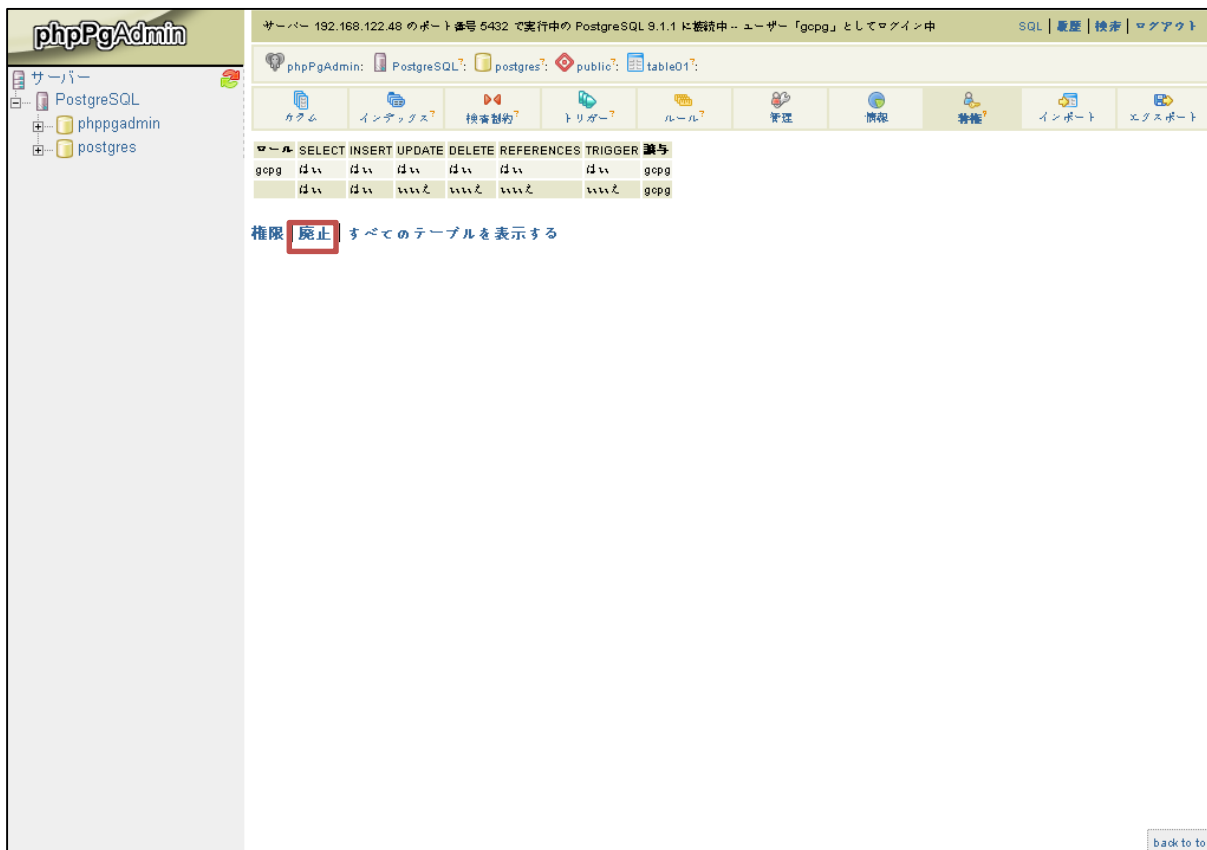 phpPgAdmin
サーバー
PostgreSQL
phppgadmin
postgres
サーバー 192.168.122.48 のポート番号 5432 で実行中の PostgreSQL 9.1.1 に接続中 -- ユーザー「gcpg」としてログイン中
SQL | 履歴 | 検索 | ログアウト
phpPgAdmin: PostgreSQL?: postgres?: public?: table01?:
カラム インデックス? 検査制約? トリガー? ルール? 管理 情報 特権? インポート エクスポート
ロール SELECT INSERT UPDATE DELETE REFERENCES TRIGGER 譲与
gcpg はい はい はい はい はい はい gcpg
はい はい いいえ いいえ いいえ いいえ gcpg
権限 | 廃止 | すべてのテーブルを表示する
back to to